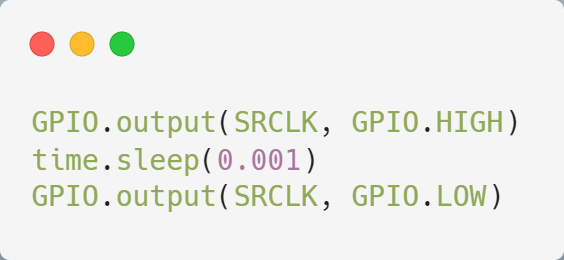 GPIO.output(SRCLK, GPIO.HIGH)
time.sleep(0.001)
GPIO.output(SRCLK, GPIO.LOW)